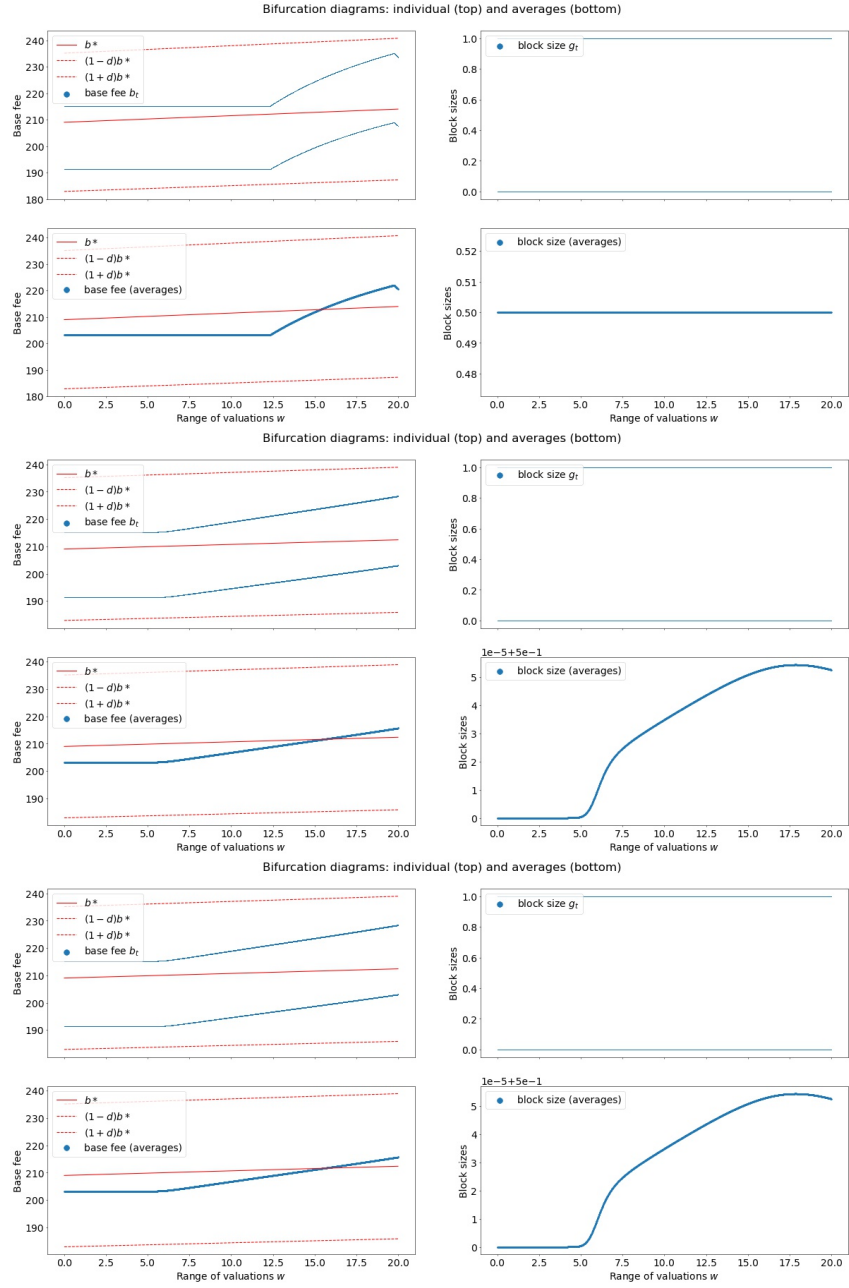 Bifurcation diagrams: individual (top) and averages (bottom)
240
230
220
210
200
190
180
Base fee
b*
(1 − d)b*
(1 + d)b*
base fee b_t
1.0
0.8
0.6
0.4
0.2
0.0
Block sizes
block size g_t
240
230
220
210
200
190
180
Base fee
b*
(1 − d)b*
(1 + d)b*
base fee (averages)
0.0 2.5 5.0 7.5 10.0 12.5 15.0 17.5 20.0
Range of valuations w
0.52
0.51
0.50
0.49
0.48
Block sizes
block size (averages)
0.0 2.5 5.0 7.5 10.0 12.5 15.0 17.5 20.0
Range of valuations w
Bifurcation diagrams: individual (top) and averages (bottom)
240
230
220
210
200
190
Base fee
b*
(1 − d)b*
(1 + d)b*
base fee b_t
1.0
0.8
0.6
0.4
0.2
0.0
Block sizes
block size g_t
240
230
220
210
200
190
Base fee
b*
(1 − d)b*
(1 + d)b*
base fee (averages)
0.0 2.5 5.0 7.5 10.0 12.5 15.0 17.5 20.0
Range of valuations w
1e-5+5e-1
5
4
3
2
1
0
Block sizes
block size (averages)
0.0 2.5 5.0 7.5 10.0 12.5 15.0 17.5 20.0
Range of valuations w
Bifurcation diagrams: individual (top) and averages (bottom)
240
230
220
210
200
190
Base fee
b*
(1 − d)b*
(1 + d)b*
base fee b_t
1.0
0.8
0.6
0.4
0.2
0.0
Block sizes
block size g_t
240
230
220
210
200
190
Base fee
b*
(1 − d)b*
(1 + d)b*
base fee (averages)
0.0 2.5 5.0 7.5 10.0 12.5 15.0 17.5 20.0
Range of valuations w
1e-5+5e-1
5
4
3
2
1
0
Block sizes
block size (averages)
0.0 2.5 5.0 7.5 10.0 12.5 15.0 17.5 20.0
Range of valuations w